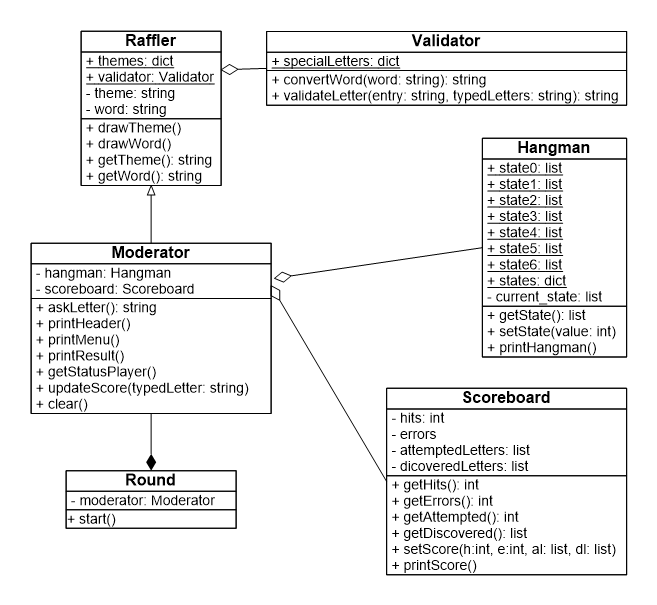 Raffler
+ themes: dict
+ validator: Validator
- theme: string
- word: string
+ drawTheme()
+ drawWord()
+ getTheme(): string
+ getWord(): string
Validator
+ specialLetters: dict
+ convertWord(word: string): string
+ validateLetter(entry: string, typedLetters: string): string
Hangman
+ state0: list
+ state1: list
+ state2: list
+ state3: list
+ state4: list
+ state5: list
+ state6: list
+ states: dict
- current_state: list
+ getState(): list
+ setState(value: int)
+ printHangman()
Moderator
- hangman: Hangman
- scoreboard: Scoreboard
+ askLetter(): string
+ printHeader()
+ printMenu()
+ printResult()
+ getStatusPlayer()
+ updateScore(typedLetter: string)
+ clear()
Scoreboard
- hits: int
- errors
- attemptedLetters: list
- dicoveredLetters: list
+ getHits(): int
+ getErrors(): int
+ getAttempted(): int
+ getDiscovered(): list
+ setScore(h:int, e:int, al: list, dl: list)
+ printScore()
Round
- moderator: Moderator
+ start()